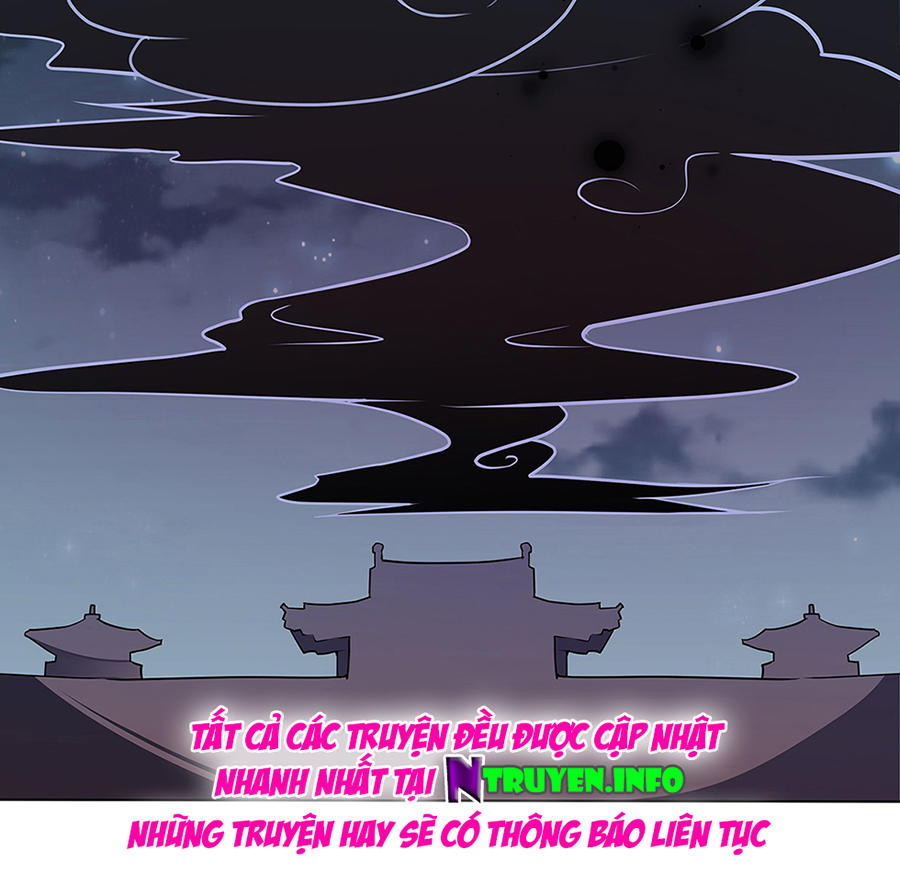 TẤT CẢ CÁC TRUYỆN ĐỀU ĐƯỢC CẬP NHẬT
NHANH NHẤT TẠI NTRUYEN.INFO
NHỮNG TRUYỆN HAY SẼ CÓ THÔNG BÁO LIÊN TỤC